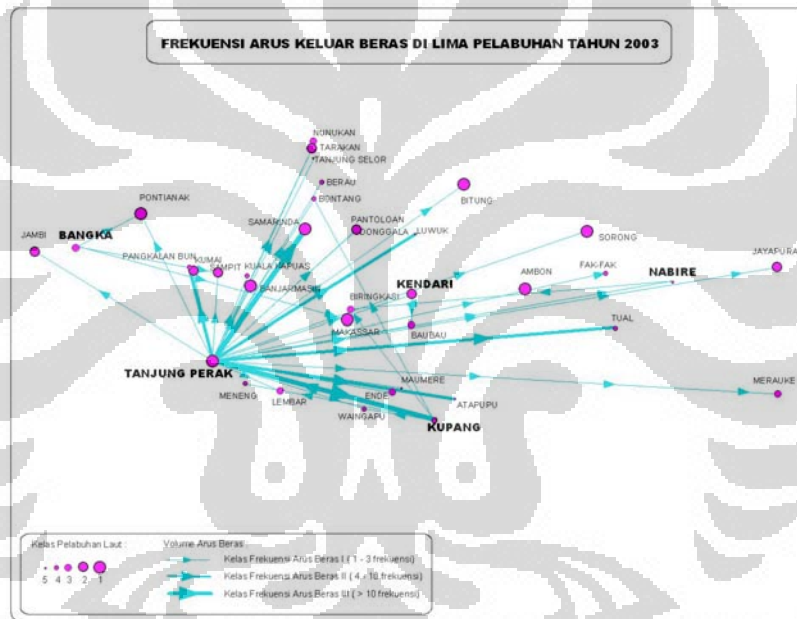 FREKUENSI ARUS KELUAR BERAS DI LIMA PELABUHAN TAHUN 2003
NUNUKAN
TARAKAN
TANJUNG SELOR
BERAU
BONTANG
PONTIANAK
BITUNG
SAMARINDA
PANTOLOAN
DONGGALA
LUWUK
JAMBI
BANGKA
SORONG
PANGKALAN BUN
KUMAI
SAMPIT
KUALA KAPUAS
BANJARMASIN
JAYAPURA
FAK-FAK
NABIRE
AMBON
KENDARI
BIRINGKASI
MAKASSAR
BAUBAU
TUAL
TANJUNG PERAK
MENENG
LEMBAR
MAUMERE
ENDE
ATAPUPU
WAINGAPU
KUPANG
MERAUKE
Kelas Pelabuhan Laut :
5 4 3 2 1
Volume Arus Beras :
Kelas Frekuensi Arus Beras I ( 1 - 3 frekuensi)
Kelas Frekuensi Arus Beras II ( 4 - 10 frekuensi)
Kelas Frekuensi Arus Beras III ( > 10 frekuensi)